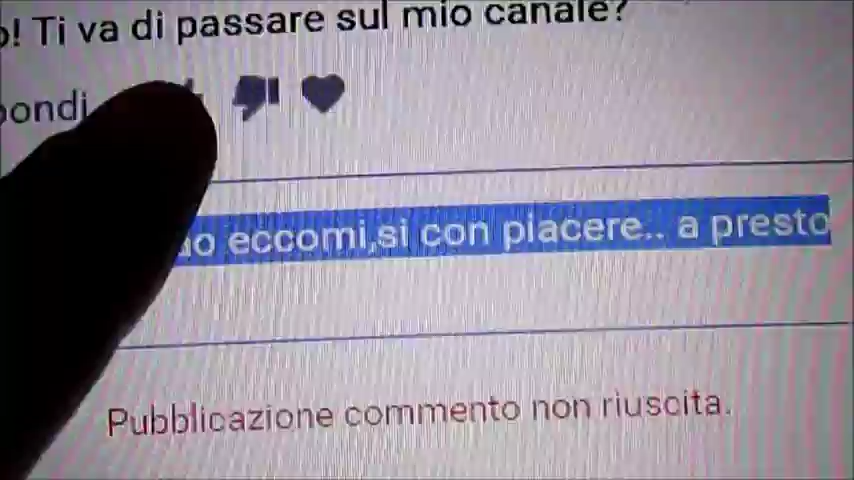 ! Ti va di passare sul mio canale?
ondi
eccomi,si con piacere.. a presto
Pubblicazione commento non riuscita.